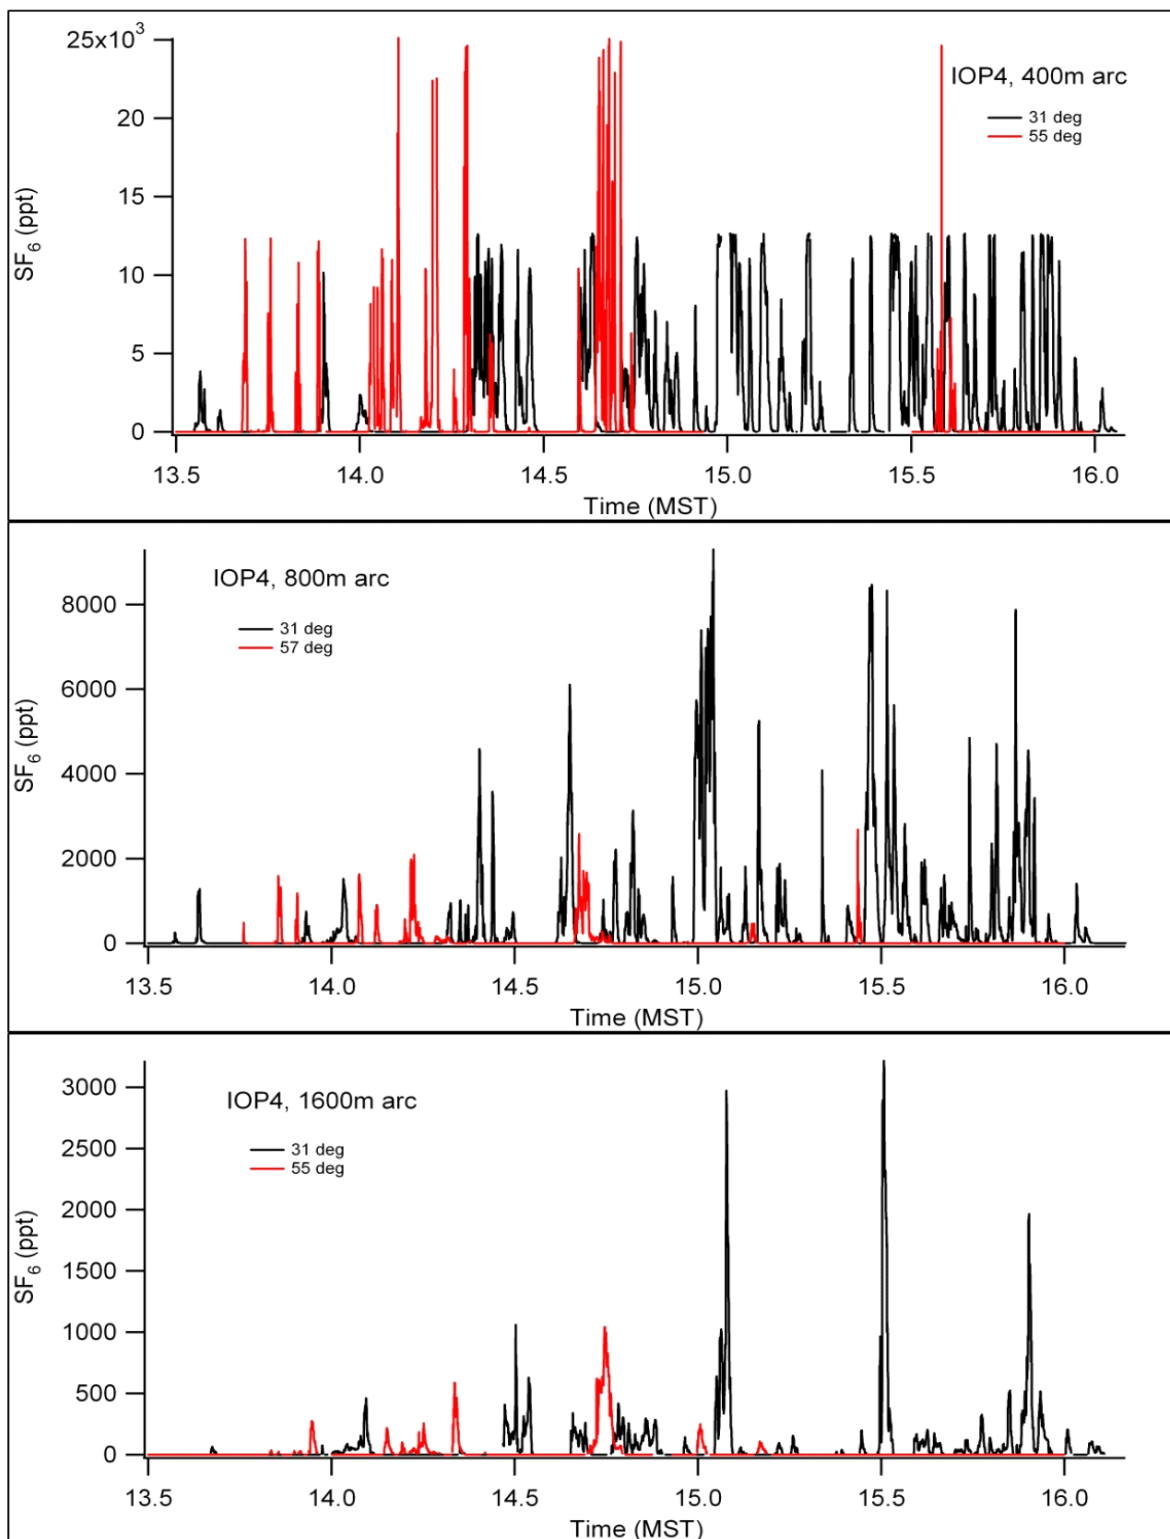 25x10³
20
15
10
5
0
SF₆ (ppt)
IOP4, 400m arc
31 deg
55 deg
13.5 14.0 14.5 15.0 15.5 16.0
Time (MST)
IOP4, 800m arc
31 deg
57 deg
8000
6000
4000
2000
0
SF₆ (ppt)
13.5 14.0 14.5 15.0 15.5 16.0
Time (MST)
IOP4, 1600m arc
31 deg
55 deg
3000
2500
2000
1500
1000
500
0
SF₆ (ppt)
13.5 14.0 14.5 15.0 15.5 16.0
Time (MST)